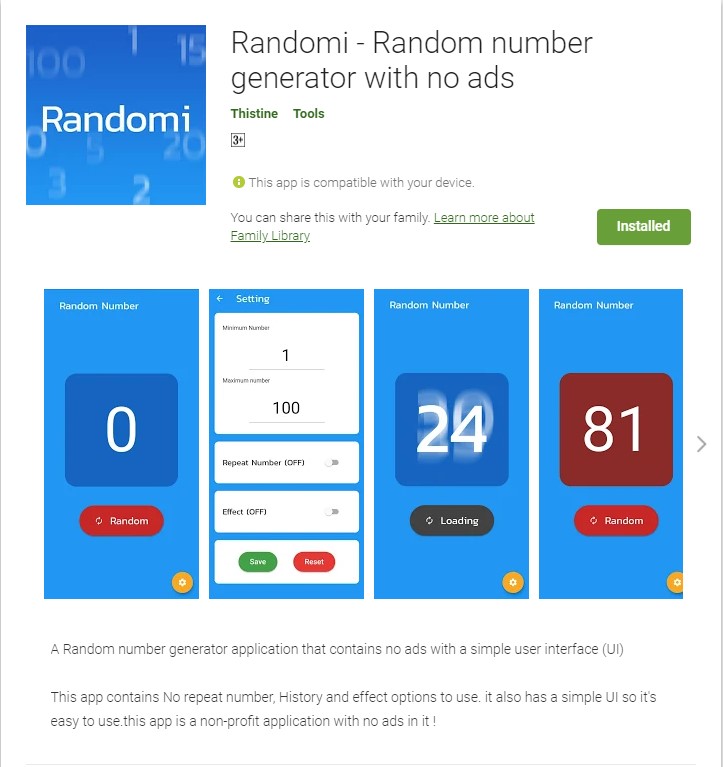 100
1
15
Randomi
0
5
20
3
2
Randomi - Random number
generator with no ads
Thistine Tools
3+
This app is compatible with your device.
You can share this with your family. Learn more about
Family Library
Installed
Random Number
0
Random
Setting
Minimum Number
1
Maximum number
100
Repeat Number (OFF)
Effect (OFF)
Save Reset
Random Number
24
Loading
Random Number
81
Random
A Random number generator application that contains no ads with a simple user interface (UI)
This app contains No repeat number, History and effect options to use. it also has a simple UI so it's
easy to use.this app is a non-profit application with no ads in it !